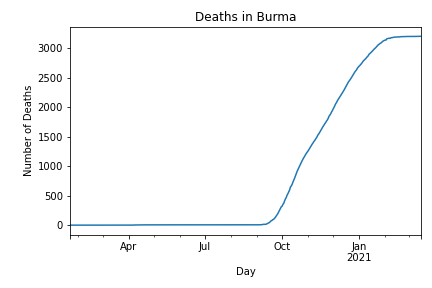 Deaths in Burma
Number of Deaths
3000
2500
2000
1500
1000
500
0
Apr
Jul
Oct
Jan
2021
Day